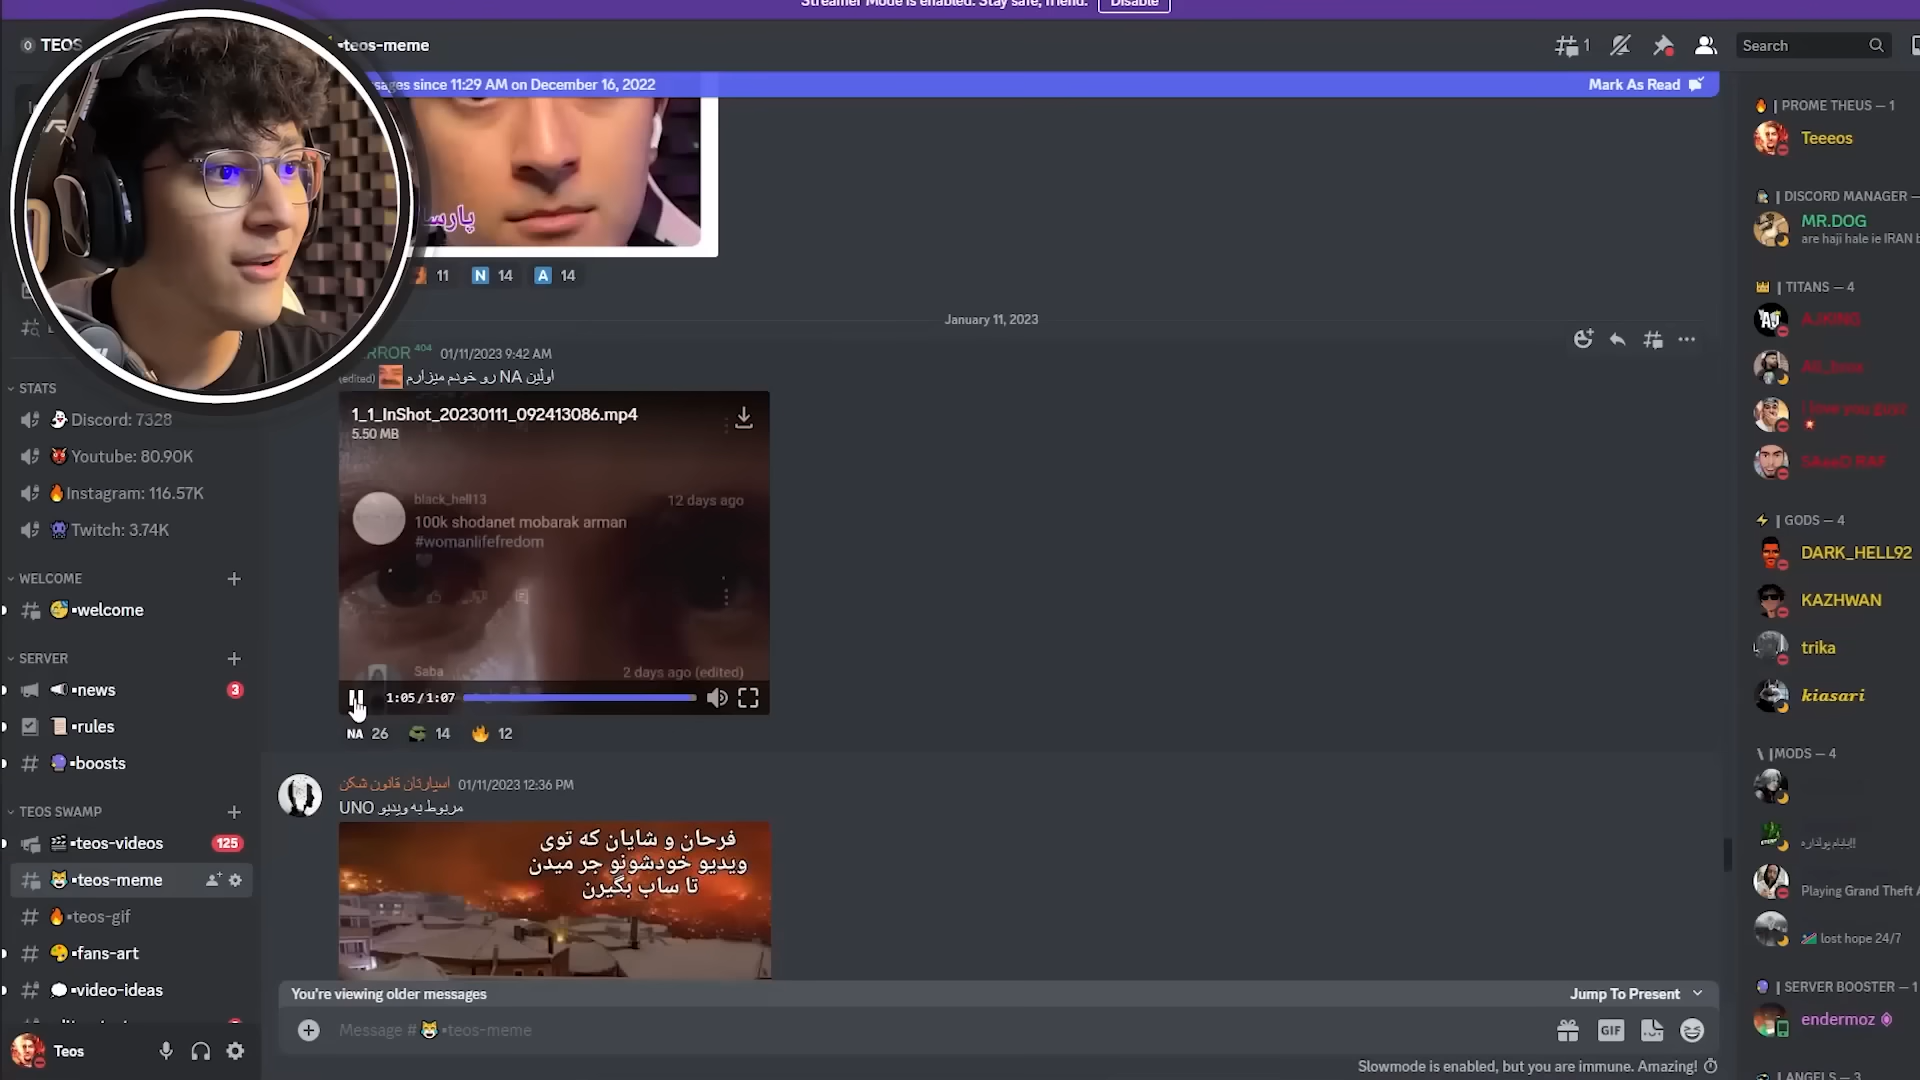 Streamer Mode is enabled. Stay safe, friend.
Disable
TEOS
•teos-meme
1
Search
sages since 11:29 AM on December 16, 2022
Mark As Read
11
N 14
A 14
January 11, 2023
RROR 404 01/11/2023 9:42 AM
اولین NA رو خودم میزارم (edited)
1_1_InShot_20230111_092413086.mp4
5.50 MB
black_hell13
12 days ago
100k shodanet mobarak arman
#womanlifefredom
Saba
2 days ago (edited)
1:05/1:07
NA 26
14
12
اسپارتان قانون شکن 01/11/2023 12:36 PM
مربوط به ویدیو UNO
فرحان و شایان که توی
ویدیو خودشونو جر میدن
تا ساب بگیرن
You're viewing older messages
Jump To Present
Message # •teos-meme
GIF
Slowmode is enabled, but you are immune. Amazing!
STATS
Discord: 7328
Youtube: 80.90K
Instagram: 116.57K
Twitch: 3.74K
WELCOME
•welcome
SERVER
•news
3
•rules
•boosts
TEOS SWAMP
•teos-videos
125
•teos-meme
•teos-gif
•fans-art
•video-ideas
Teos
| PROME THEUS — 1
Teeeos
| DISCORD MANAGER —
MR.DOG
are haji hale ie IRAN b
| TITANS — 4
AJKING
I love you guys
SAaaD RAP
| GODS — 4
DARK_HELL92
KAZHWAN
trika
kiasari
|MODS — 4
Playing Grand Theft A
lost hope 24/7
| SERVER BOOSTER — 1
endermoz
| ANGELS — 3